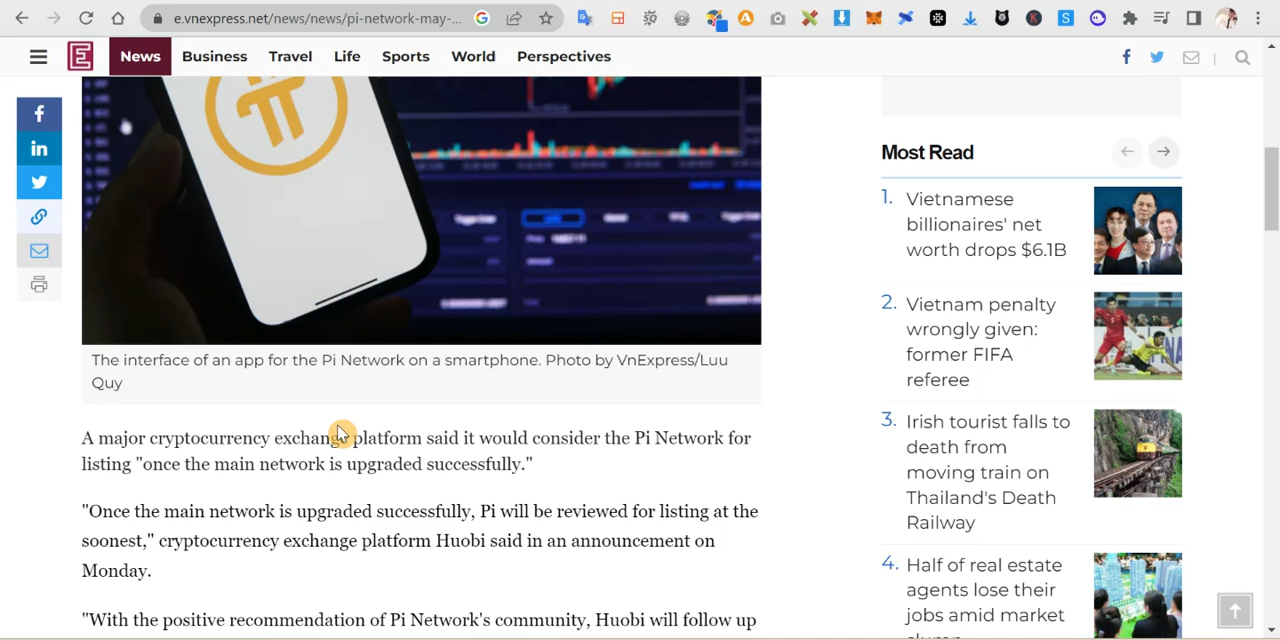 e.vnexpress.net/news/news/pi-network-may-...
News Business Travel Life Sports World Perspectives
The interface of an app for the Pi Network on a smartphone. Photo by VnExpress/Luu
Quy
A major cryptocurrency exchange platform said it would consider the Pi Network for
listing "once the main network is upgraded successfully."
"Once the main network is upgraded successfully, Pi will be reviewed for listing at the
soonest," cryptocurrency exchange platform Huobi said in an announcement on
Monday.
"With the positive recommendation of Pi Network's community, Huobi will follow up
Most Read
1. Vietnamese
billionaires' net
worth drops $6.1B
2. Vietnam penalty
wrongly given:
former FIFA
referee
3. Irish tourist falls to
death from
moving train on
Thailand's Death
Railway
4. Half of real estate
agents lose their
jobs amid market